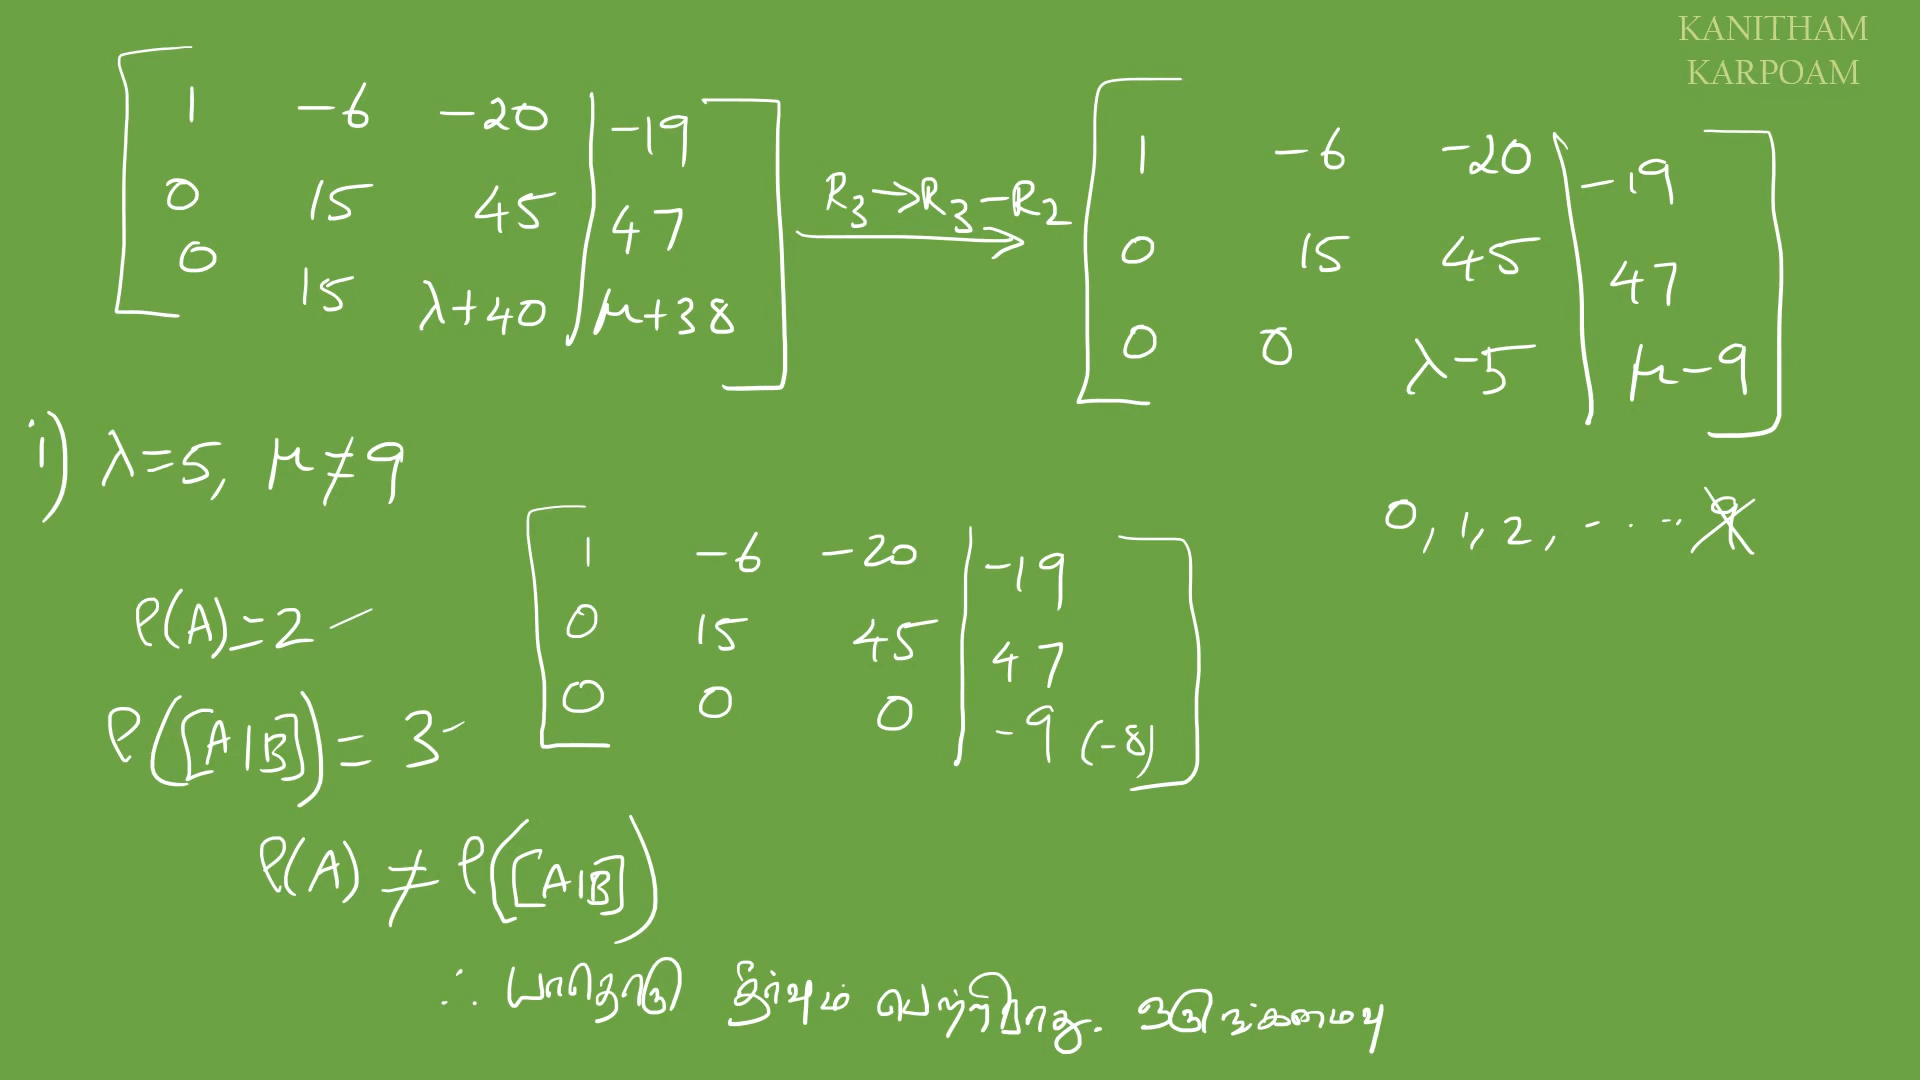 KANITHAM
KARPOAM
1 -6 -20 | -19
0 15 45 | 47
0 15 λ+40 | μ+38
R₃→R₃-R₂
1 -6 -20 | -19
0 15 45 | 47
0 0 λ-5 | μ-9
i) λ=5, μ≠9
0, 1, 2, ..... 9
1 -6 -20 | -19
0 15 45 | 47
0 0 0 | -9 (-8)
ρ(A)=2
ρ([A|B])=3
ρ(A) ≠ ρ([A|B])
∴ யாதொரு தீர்வும் பெற்றிராது.